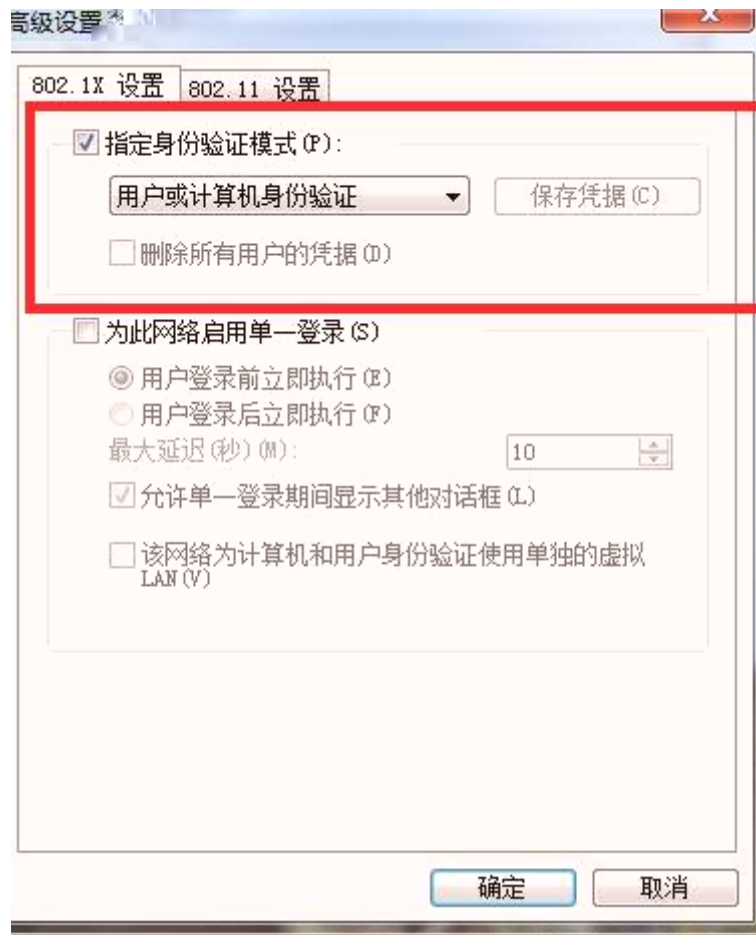 高级设置
802.1X 设置
802.11 设置
指定身份验证模式(P):
用户或计算机身份验证
保存凭据(C)
删除所有用户的凭据(D)
为此网络启用单一登录(S)
用户登录前立即执行(E)
用户登录后立即执行(F)
最大延迟(秒)(M):
10
允许单一登录期间显示其他对话框(L)
该网络为计算机和用户身份验证使用单独的虚拟
LAN(V)
确定
取消